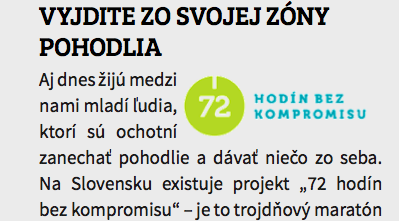 VYJDITE ZO SVOJEJ ZÓNY
POHODLIA
Aj dnes žijú medzi
nami mladí ľudia,
ktorí sú ochotní
72
HODÍN BEZ
KOMPROMISU
zanechať pohodlie a dávať niečo zo seba.
Na Slovensku existuje projekt „72 hodín
bez kompromisu“ – je to trojdňový maratón